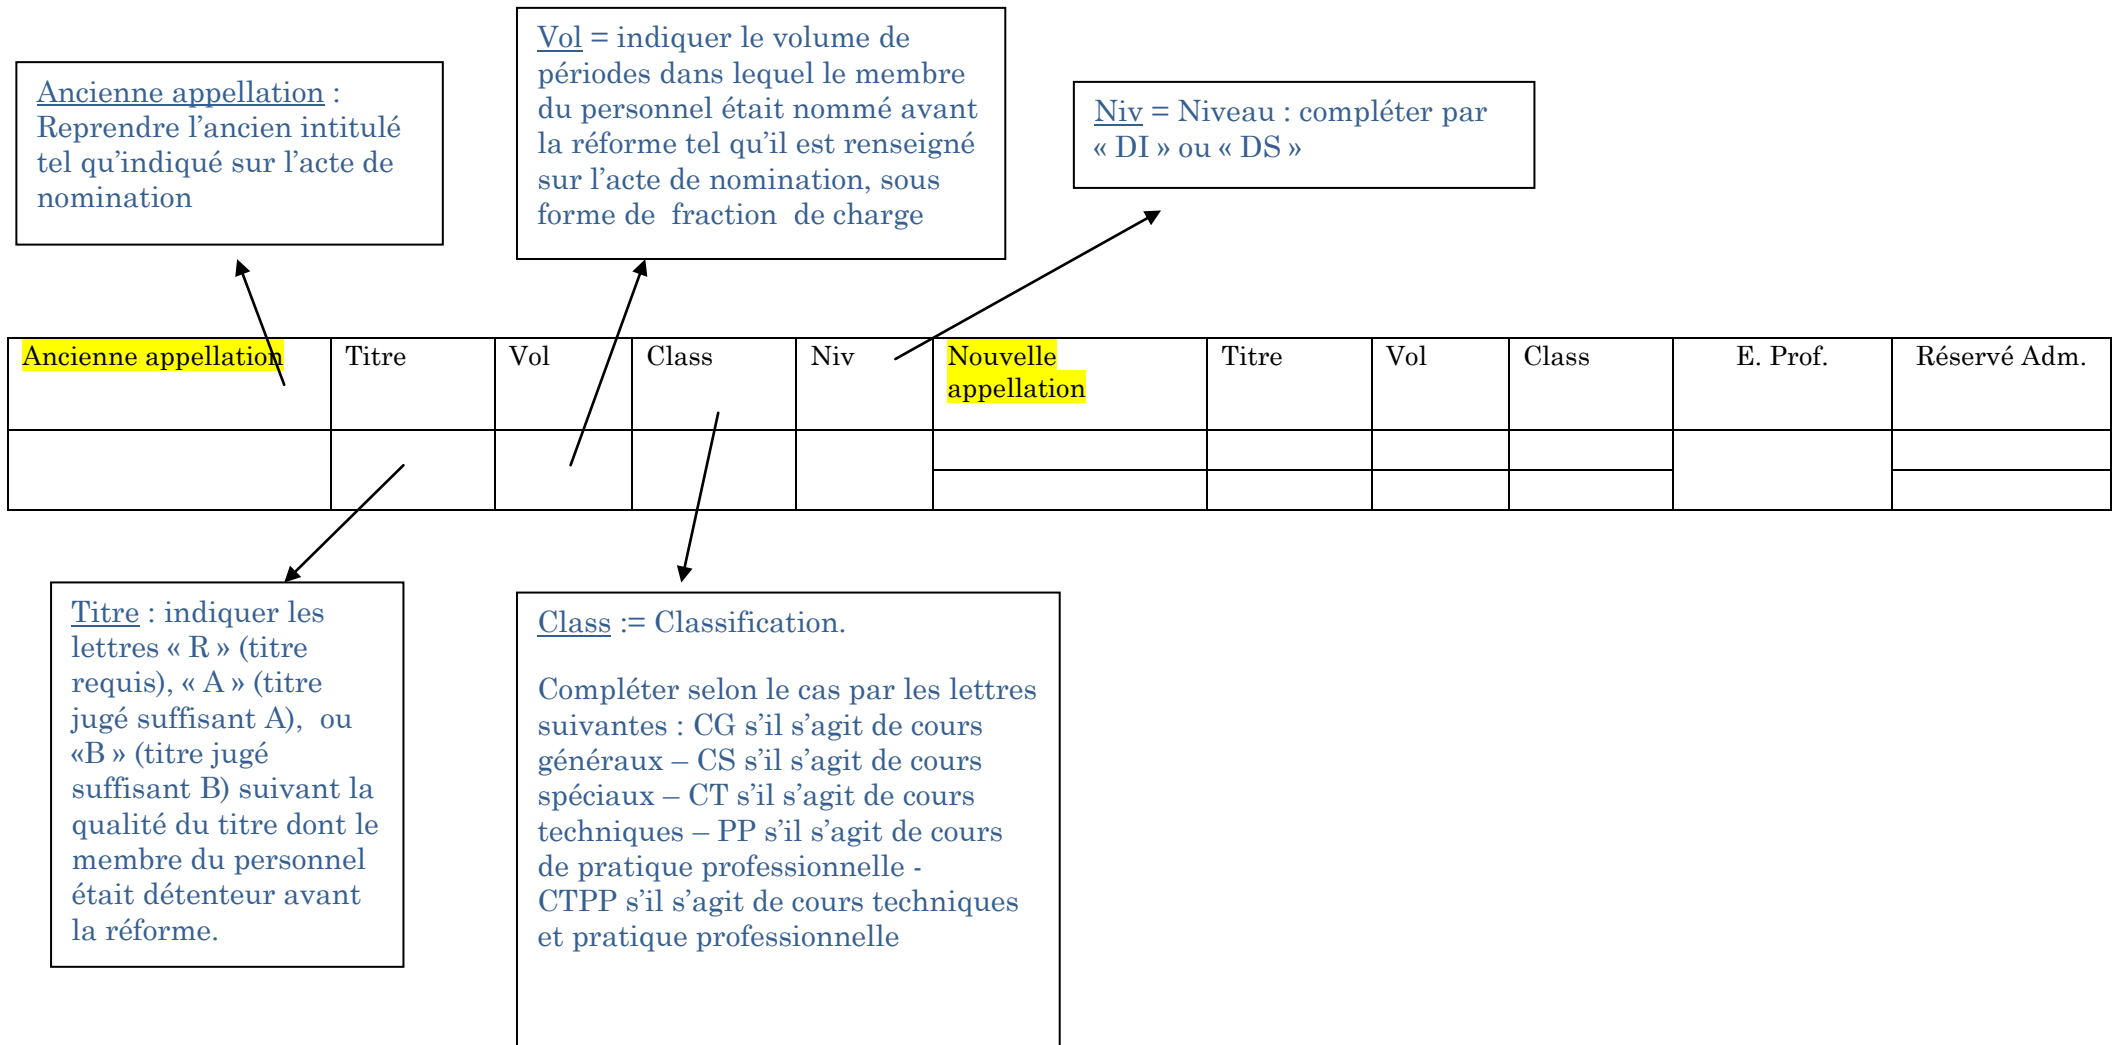 Ancienne appellation :
Reprendre l’ancien intitulé
tel qu’indiqué sur l’acte de
nomination
Vol = indiquer le volume de
périodes dans lequel le membre
du personnel était nommé avant
la réforme tel qu’il est renseigné
sur l’acte de nomination, sous
forme de fraction de charge
Niv = Niveau : compléter par
« DI » ou « DS »
Ancienne appellation Titre Vol Class Niv Nouvelle Titre Vol Class E. Prof. Réservé Adm.
appellation
Titre : indiquer les
lettres « R » (titre
requis), « A » (titre
jugé suffisant A), ou
«B » (titre jugé
suffisant B) suivant la
qualité du titre dont le
membre du personnel
était détenteur avant
la réforme.
Class := Classification.
Compléter selon le cas par les lettres
suivantes : CG s’il s’agit de cours
généraux – CS s’il s’agit de cours
spéciaux – CT s’il s’agit de cours
techniques – PP s’il s’agit de cours
de pratique professionnelle -
CTPP s’il s’agit de cours techniques
et pratique professionnelle